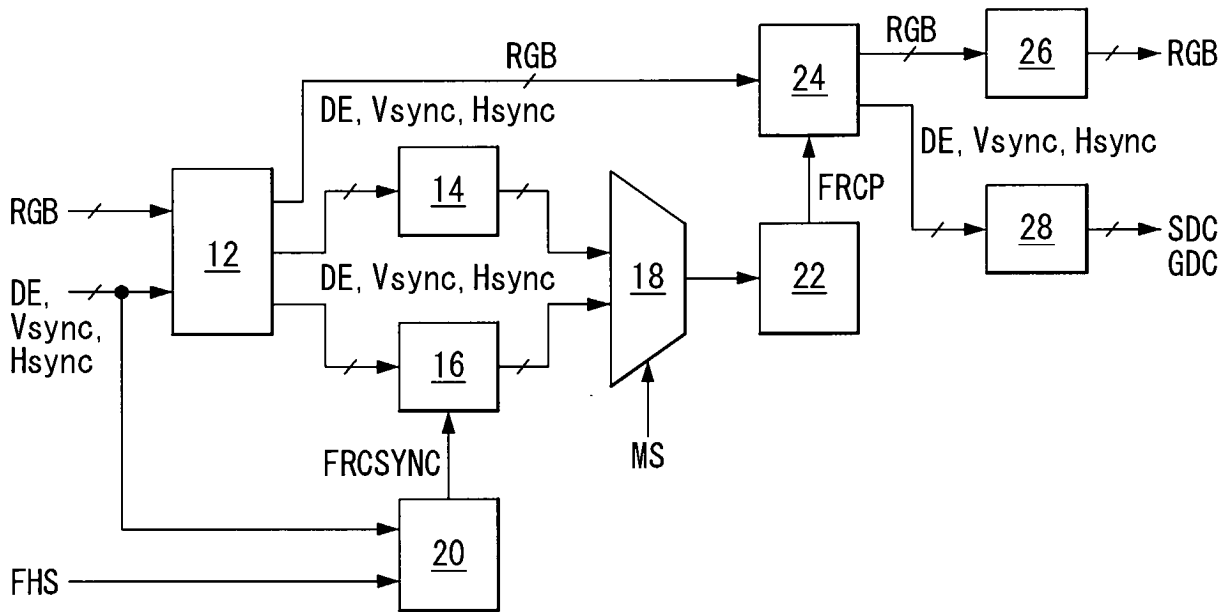 RGB
RGB
24
26
RGB
DE, Vsync, Hsync
DE, Vsync, Hsync
14
FRCP
RGB
12
28
SDC
GDC
DE, Vsync, Hsync
18
22
DE,
Vsync,
Hsync
16
MS
FRCSYNC
20
FHS